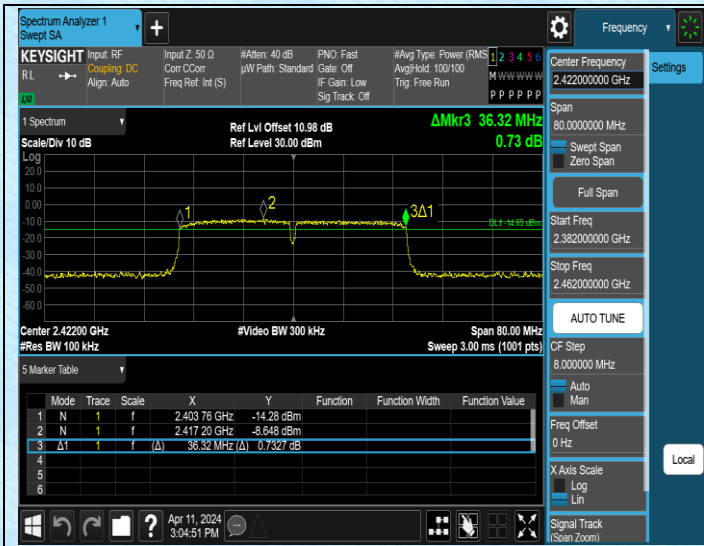 Spectrum Analyzer 1
Swept SA
+
Frequency
KEYSIGHT
RL
LXI
Input: RF
Coupling: DC
Align: Auto
Input Z: 50 Ω
Corr CCorr
Freq Ref: Int (S)
#Atten: 40 dB
µW Path: Standard
PNO: Fast
Gate: Off
IF Gain: Low
Sig Track: Off
#Avg Type: Power (RMS
Avg|Hold: 100/100
Trig: Free Run
1 2 3 4 5 6
M W W W W W
P P P P P P
1 Spectrum
Scale/Div 10 dB
Ref Lvl Offset 10.98 dB
Ref Level 30.00 dBm
ΔMkr3 36.32 MHz
0.73 dB
Log
20.0
10.0
0.00
-10.0
-20.0
-30.0
-40.0
-50.0
-60.0
1
2
3Δ1
DL1 -14.65 dBm
Center 2.42200 GHz
#Res BW 100 kHz
#Video BW 300 kHz
Span 80.00 MHz
Sweep 3.00 ms (1001 pts)
5 Marker Table
Mode Trace Scale X Y Function Function Width Function Value
1 N 1 f 2.403 76 GHz -14.28 dBm
2 N 1 f 2.417 20 GHz -8.648 dBm
3 Δ1 1 f (Δ) 36.32 MHz (Δ) 0.7327 dB
4
5
6
Apr 11, 2024
3:04:51 PM
?
Center Frequency
2.422000000 GHz
Span
80.0000000 MHz
Swept Span
Zero Span
Full Span
Start Freq
2.382000000 GHz
Stop Freq
2.462000000 GHz
AUTO TUNE
CF Step
8.000000 MHz
Auto
Man
Freq Offset
0 Hz
X Axis Scale
Log
Lin
Signal Track
(Span Zoom)
Settings
Local